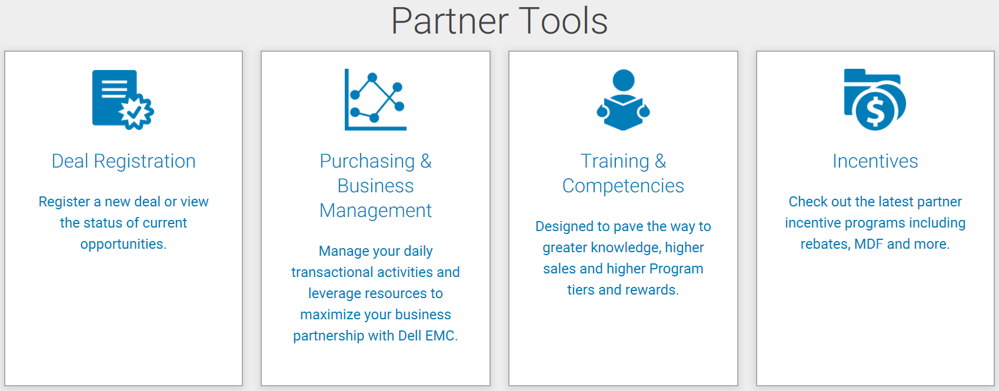 Partner Tools
Deal Registration
Register a new deal or view
the status of current
opportunities.
Purchasing &
Business
Management
Manage your daily
transactional activities and
leverage resources to
maximize your business
partnership with Dell EMC.
Training &
Competencies
Designed to pave the way to
greater knowledge, higher
sales and higher Program
tiers and rewards.
$
Incentives
Check out the latest partner
incentive programs including
rebates, MDF and more.